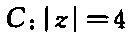 C: |z| = 4